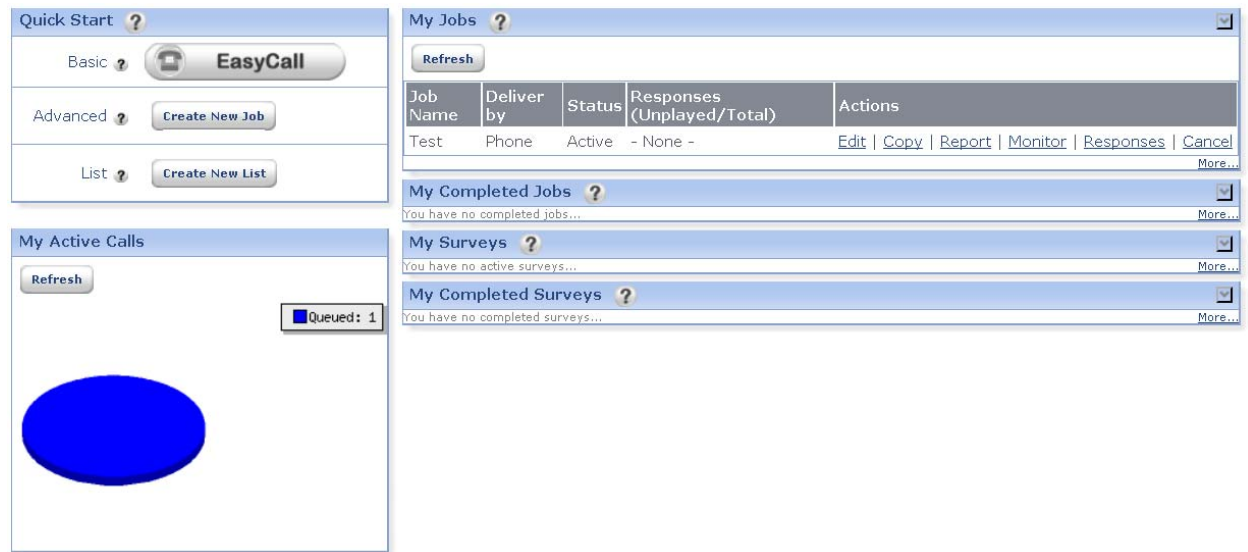 Quick Start ?
Basic ? EasyCall
Advanced ? Create New Job
List ? Create New List
My Active Calls
Refresh
Queued: 1
My Jobs ?
Refresh
Job Name Deliver by Status Responses (Unplayed/Total) Actions
Test Phone Active - None - Edit | Copy | Report | Monitor | Responses | Cancel
More...
My Completed Jobs ?
You have no completed jobs... More...
My Surveys ?
You have no active surveys... More...
My Completed Surveys ?
You have no completed surveys... More...